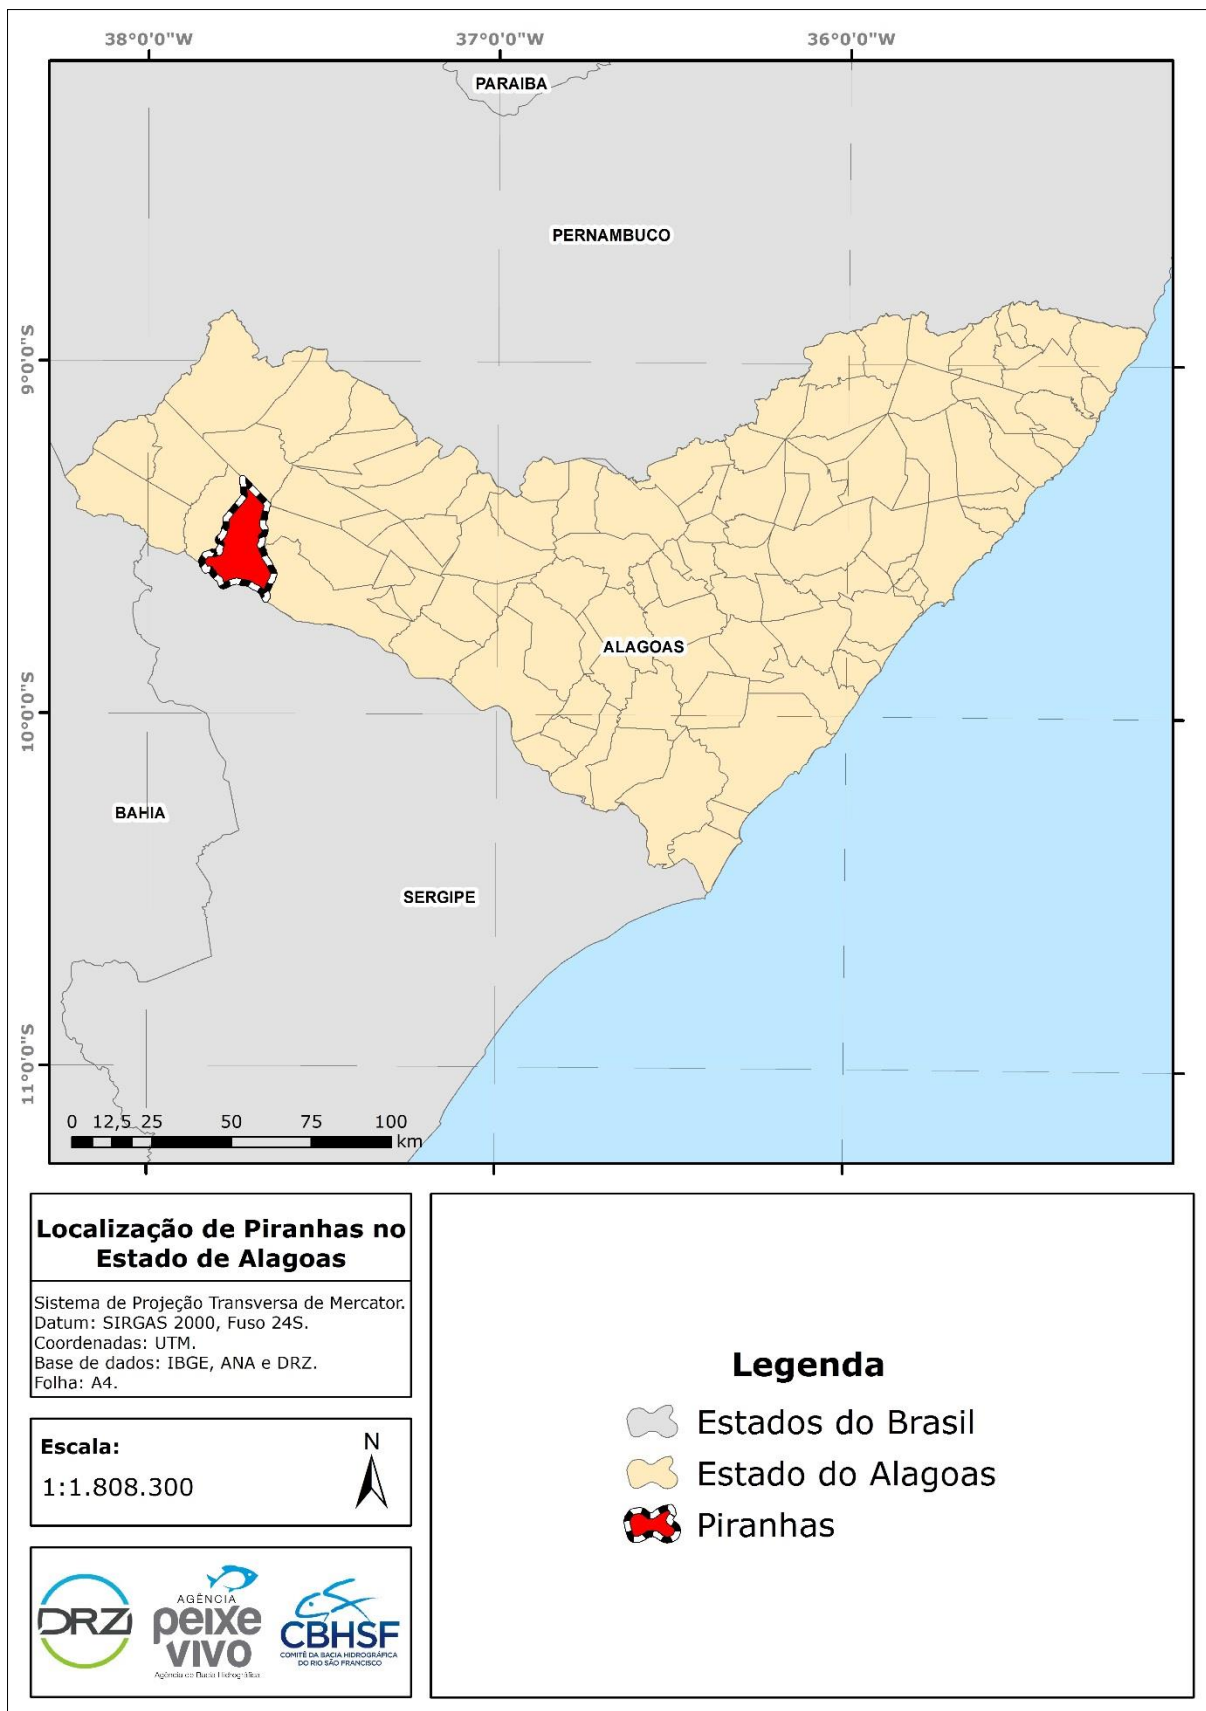 38°0'0"W 37°0'0"W 36°0'0"W
PARAIBA
PERNAMBUCO
9°0'0"S
ALAGOAS
10°0'0"S
BAHIA
SERGIPE
11°0'0"S
0 12,5 25 50 75 100
km
Localização de Piranhas no
Estado de Alagoas
Sistema de Projeção Transversa de Mercator.
Datum: SIRGAS 2000, Fuso 24S.
Coordenadas: UTM.
Base de dados: IBGE, ANA e DRZ.
Folha: A4.
Escala:
1:1.808.300
N
DRZ
AGÊNCIA
peixe
vivo
Agência de Bacia Hidrográfica
CBHSF
COMITÊ DA BACIA HIDROGRÁFICA
DO RIO SÃO FRANCISCO
Legenda
Estados do Brasil
Estado do Alagoas
Piranhas